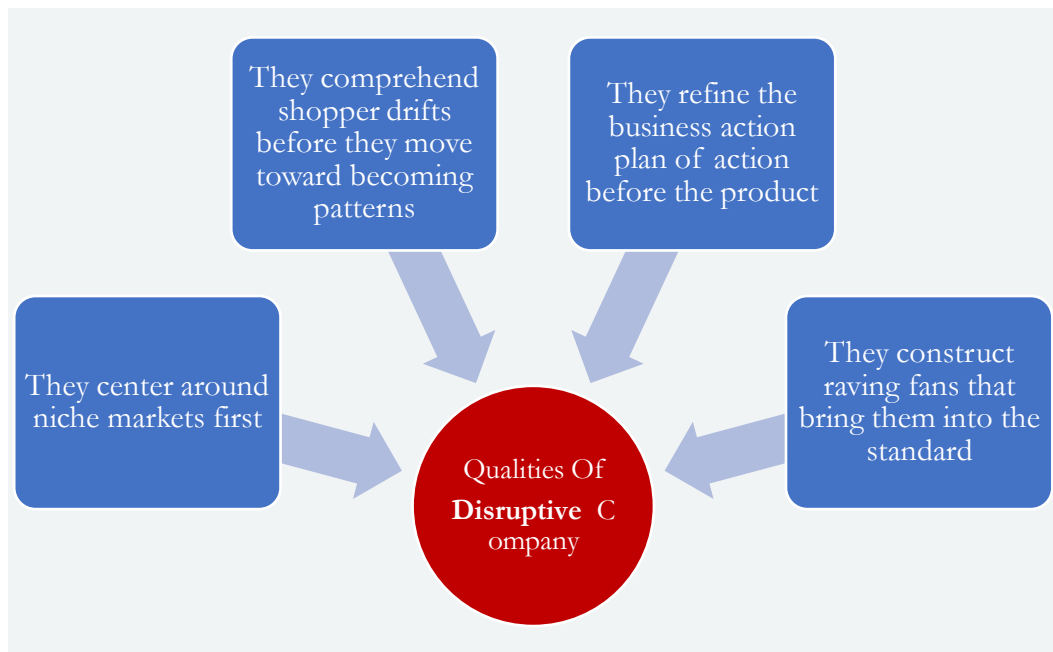 They center around
niche markets first
They comprehend
shopper drifts
before they move
toward becoming
patterns
They refine the
business action
plan of action
before the product
They construct
raving fans that
bring them into the
standard
Qualities Of
Disruptive C
ompany